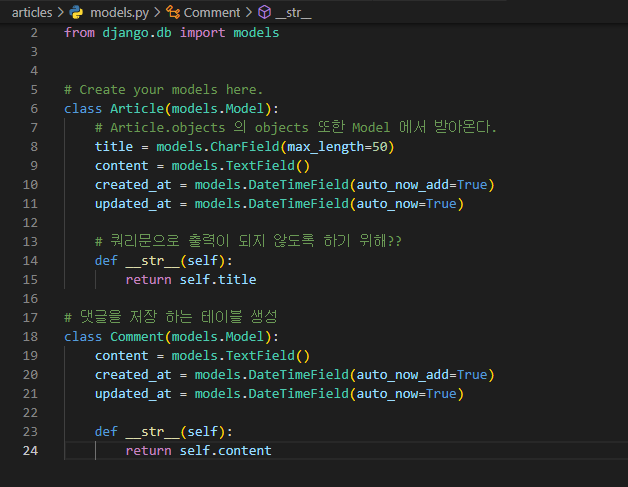 articles > models.py > Comment > __str__
2 from django.db import models
3
4
5 # Create your models here.
6 class Article(models.Model):
7 # Article.objects 의 objects 또한 Model 에서 받아온다.
8 title = models.CharField(max_length=50)
9 content = models.TextField()
10 created_at = models.DateTimeField(auto_now_add=True)
11 updated_at = models.DateTimeField(auto_now=True)
12
13 # 쿼리문으로 출력이 되지 않도록 하기 위해??
14 def __str__(self):
15 return self.title
16
17 # 댓글을 저장 하는 테이블 생성
18 class Comment(models.Model):
19 content = models.TextField()
20 created_at = models.DateTimeField(auto_now_add=True)
21 updated_at = models.DateTimeField(auto_now=True)
22
23 def __str__(self):
24 return self.content